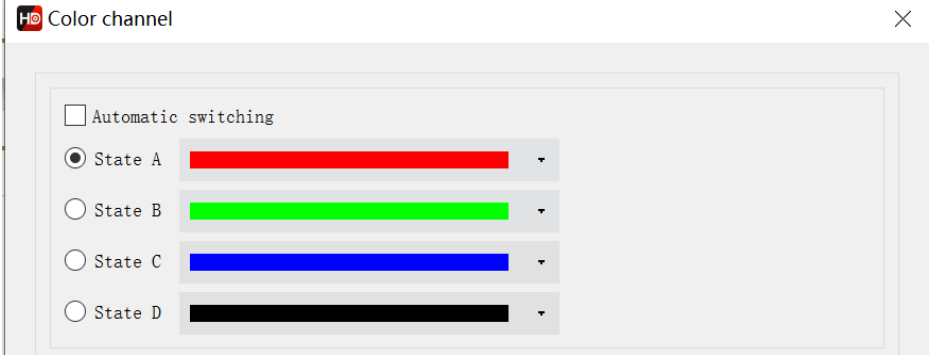 HD Color channel
Automatic switching
State A
State B
State C
State D